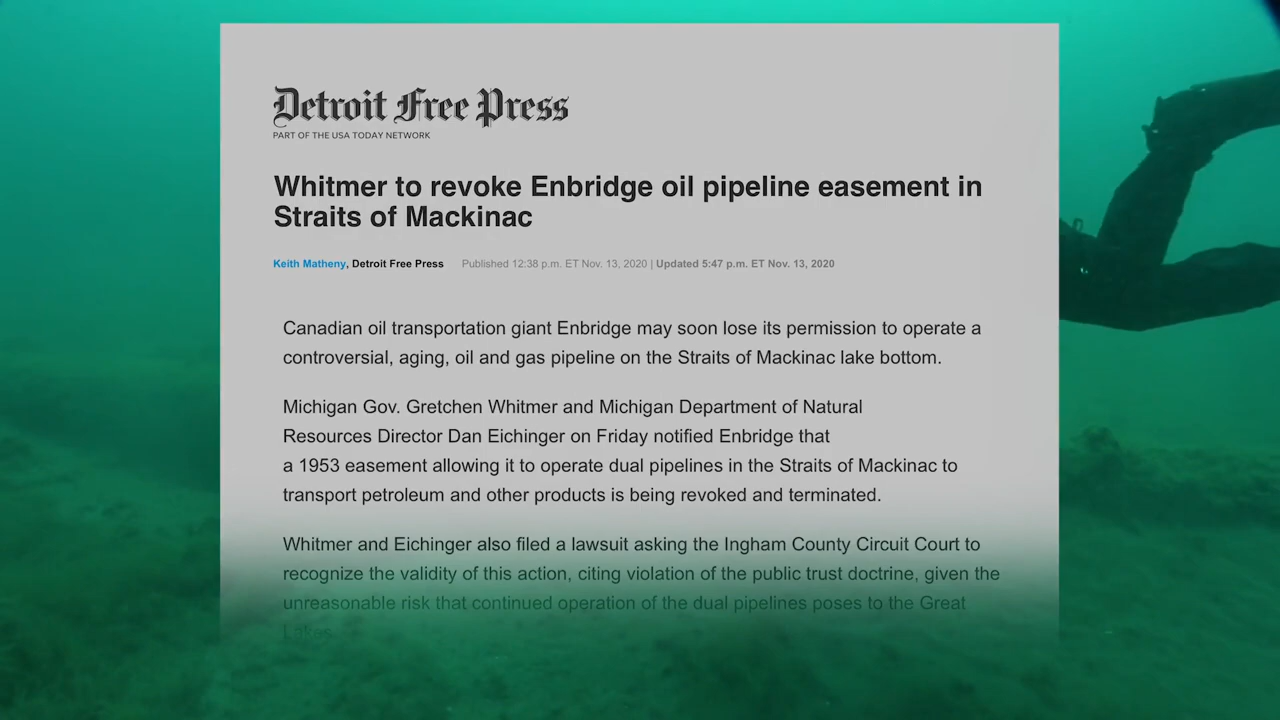 Detroit Free Press
PART OF THE USA TODAY NETWORK
Whitmer to revoke Enbridge oil pipeline easement in
Straits of Mackinac
Keith Matheny, Detroit Free Press Published 12:38 p.m. ET Nov. 13, 2020 | Updated 5:47 p.m. ET Nov. 13, 2020
Canadian oil transportation giant Enbridge may soon lose its permission to operate a
controversial, aging, oil and gas pipeline on the Straits of Mackinac lake bottom.
Michigan Gov. Gretchen Whitmer and Michigan Department of Natural
Resources Director Dan Eichinger on Friday notified Enbridge that
a 1953 easement allowing it to operate dual pipelines in the Straits of Mackinac to
transport petroleum and other products is being revoked and terminated.
Whitmer and Eichinger also filed a lawsuit asking the Ingham County Circuit Court to
recognize the validity of this action, citing violation of the public trust doctrine, given the
unreasonable risk that continued operation of the dual pipelines poses to the Great
Lakes.